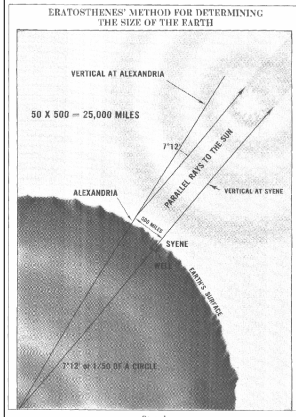 ERATOSTHENES' METHOD FOR DETERMINING
THE SIZE OF THE EARTH
VERTICAL AT ALEXANDRIA
50 X 500 = 25,000 MILES
7°12'
PARALLEL RAYS TO THE SUN
VERTICAL AT SYENE
ALEXANDRIA
500 MILES
SYENE
WELL
EARTH'S SURFACE
7°12' or 1/50 OF A CIRCLE